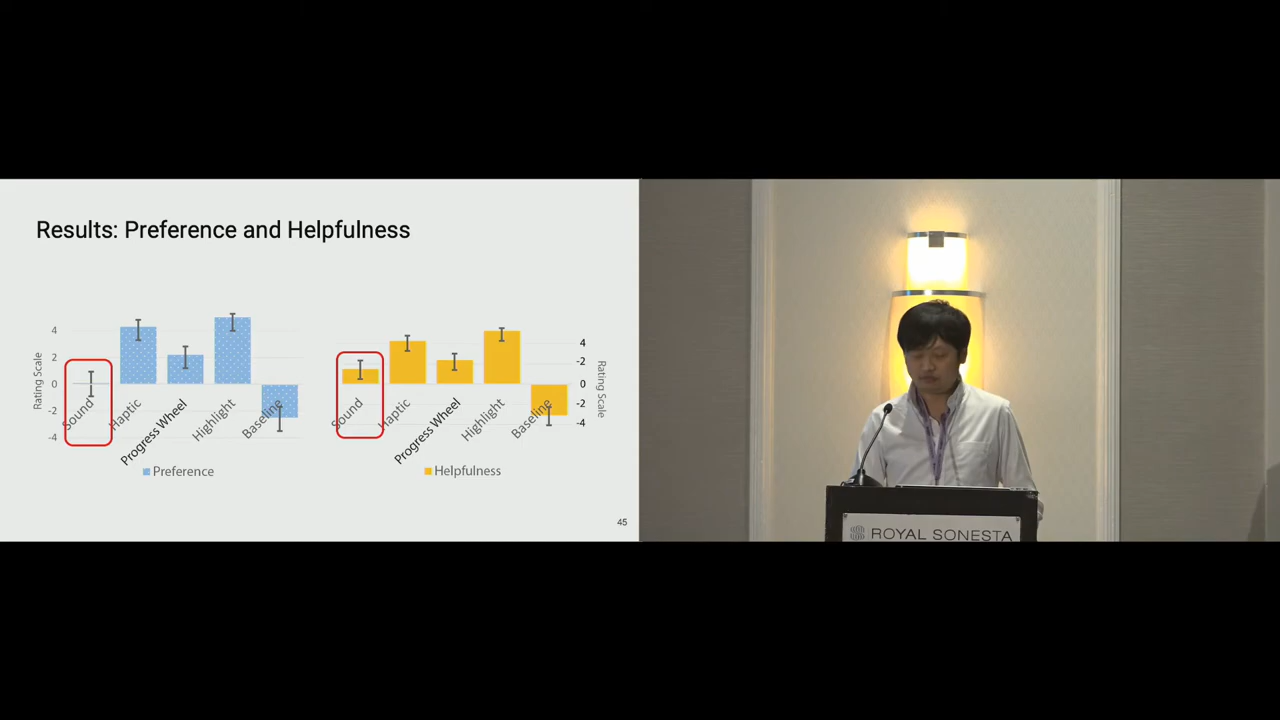 Results: Preference and Helpfulness
Rating Scale
4
2
0
-2
-4
Sound
Haptic
Progress Wheel
Highlight
Baseline
Preference
Sound
Haptic
Progress Wheel
Highlight
Baseline
Helpfulness
4
-2
0
-2
-4
Rating Scale
45
ROYAL SONESTA